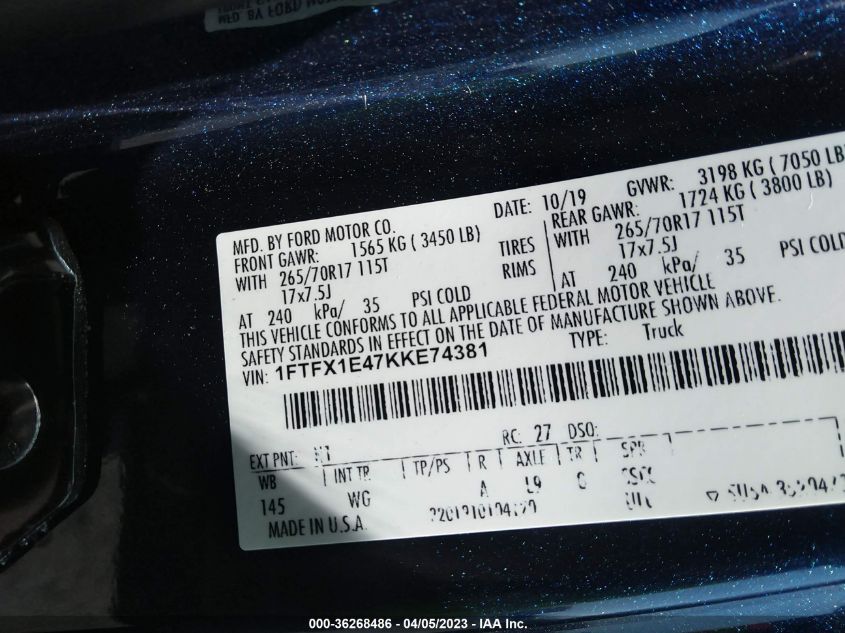 MFD. BY FORD
MFD. BY FORD MOTOR CO.
DATE: 10/19 GVWR: 3198 KG ( 7050 LB
FRONT GAWR: 1565 KG ( 3450 LB) REAR GAWR: 1724 KG ( 3800 LB)
WITH 265/70R17 115T TIRES WITH 265/70R17 115T
17x7.5J RIMS 17x7.5J
AT 240 kPa/ 35 PSI COLD AT 240 kPa/ 35 PSI COLD
THIS VEHICLE CONFORMS TO ALL APPLICABLE FEDERAL MOTOR VEHICLE
SAFETY STANDARDS IN EFFECT ON THE DATE OF MANUFACTURE SHOWN ABOVE.
VIN: 1FTFX1E47KKE74381 TYPE: Truck
EXT PNT: RC: 27 DSO:
WB INT TR TP/PS R AXLE TR SPR
145 WG A L9
MADE IN U.S.A.
000-36268486 - 04/05/2023 - IAA Inc.